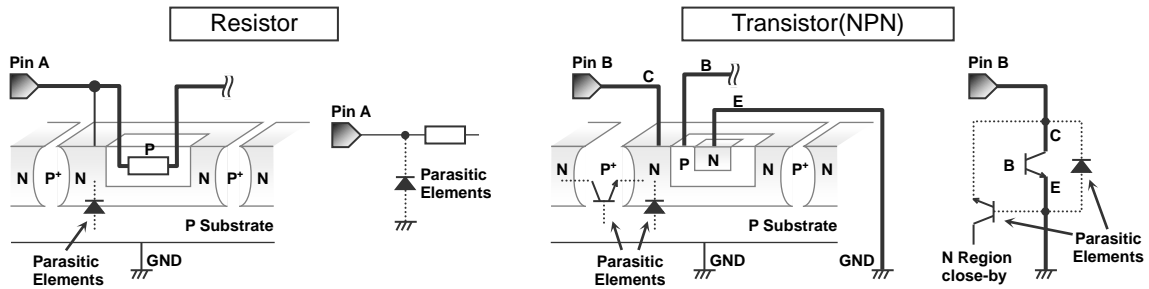 Resistor
Transistor(NPN)
Pin A
Pin A
P
N P+ N N P+ N
Parasitic
Elements
P Substrate
Parasitic
Elements
GND
Pin B
C
B
E
P N
N P+ N N P+ N
P Substrate
Parasitic
Elements
GND
GND
Pin B
C
B
E
Parasitic
Elements
N Region
close-by